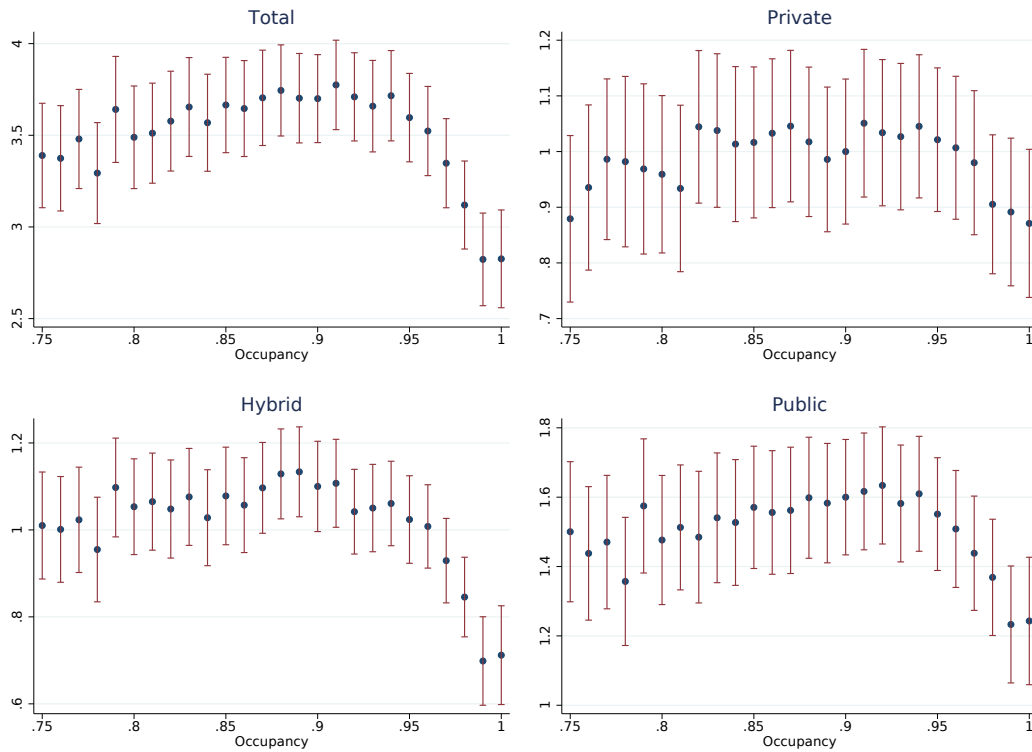 Total
4
3.5
3
2.5
.75 .8 .85 .9 .95 1
Occupancy
Private
1.2
1.1
1
.9
.8
.7
.75 .8 .85 .9 .95 1
Occupancy
Hybrid
1.2
1
.8
.6
.75 .8 .85 .9 .95 1
Occupancy
Public
1.8
1.6
1.4
1.2
1
.75 .8 .85 .9 .95 1
Occupancy